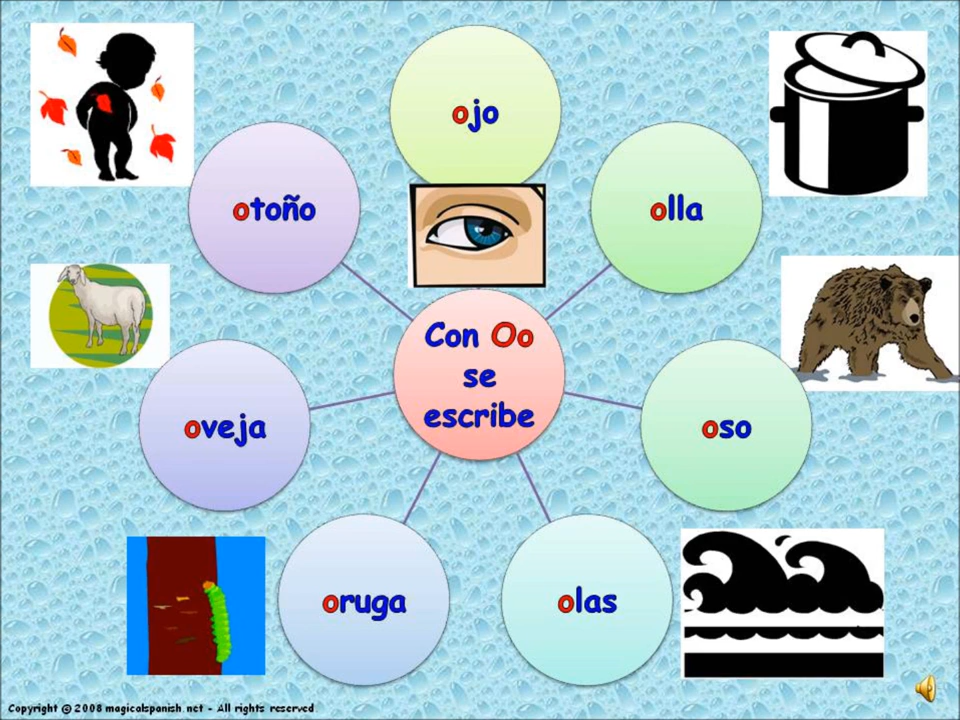 ojo
otoño
olla
Con Oo
se
escribe
oveja
oso
oruga
olas
Copyright © 2008 magicalspanish.net - All rights reserved.